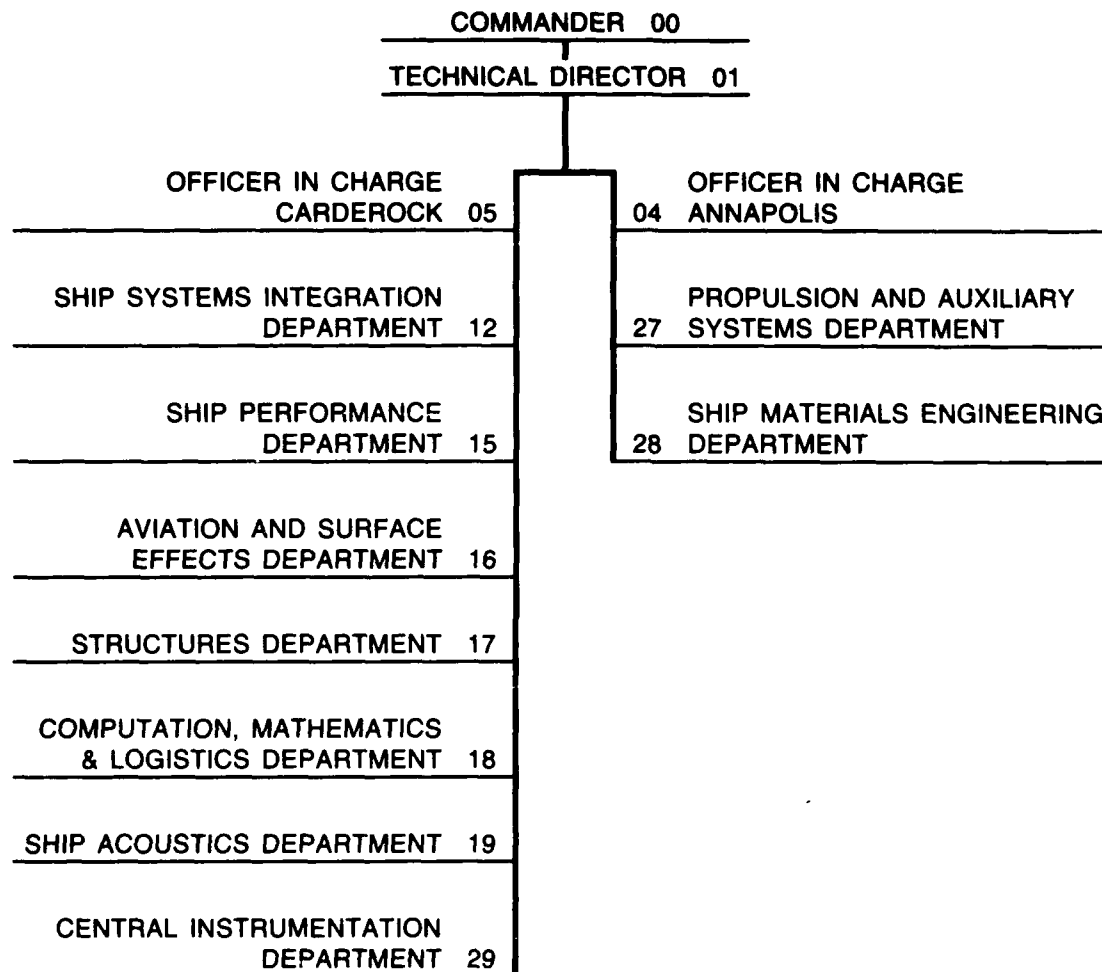 COMMANDER 00
TECHNICAL DIRECTOR 01
OFFICER IN CHARGE
CARDEROCK 05
OFFICER IN CHARGE
04 ANNAPOLIS
SHIP SYSTEMS INTEGRATION
DEPARTMENT 12
PROPULSION AND AUXILIARY
27 SYSTEMS DEPARTMENT
SHIP PERFORMANCE
DEPARTMENT 15
SHIP MATERIALS ENGINEERING
28 DEPARTMENT
AVIATION AND SURFACE
EFFECTS DEPARTMENT 16
STRUCTURES DEPARTMENT 17
COMPUTATION, MATHEMATICS
& LOGISTICS DEPARTMENT 18
SHIP ACOUSTICS DEPARTMENT 19
CENTRAL INSTRUMENTATION
DEPARTMENT 29